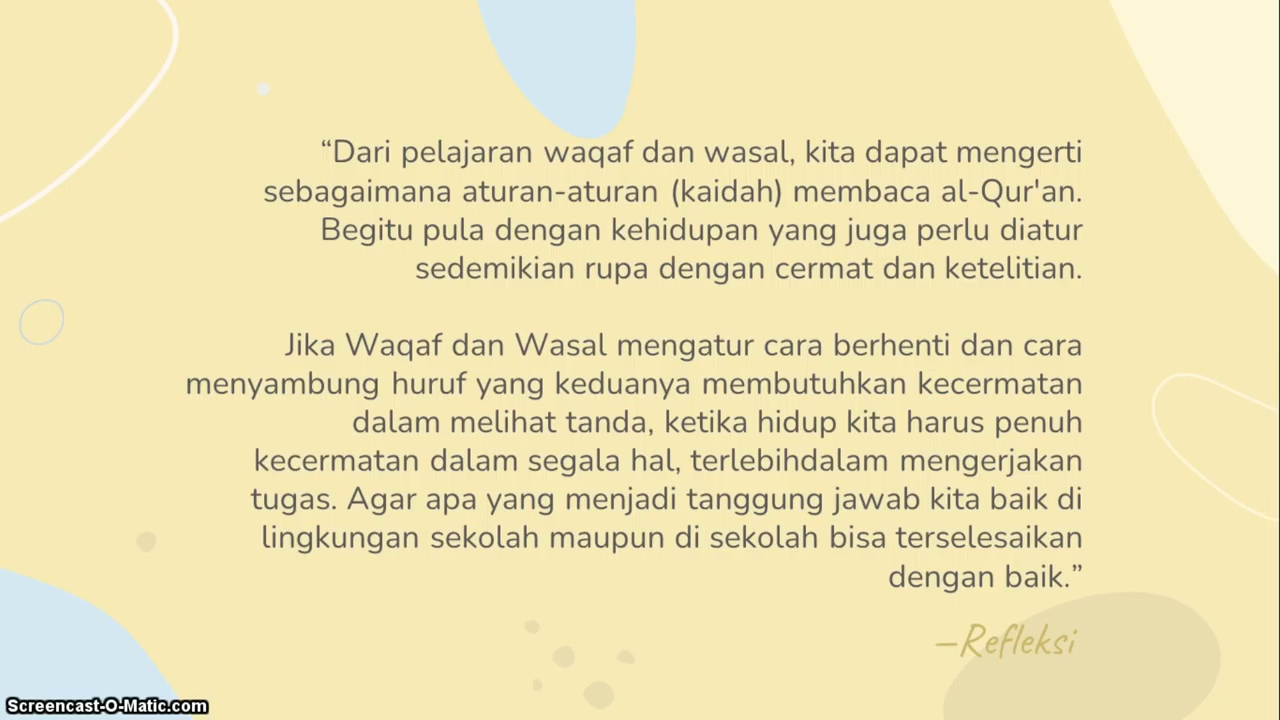 “Dari pelajaran waqaf dan wasal, kita dapat mengerti
sebagaimana aturan-aturan (kaidah) membaca al-Qur'an.
Begitu pula dengan kehidupan yang juga perlu diatur
sedemikian rupa dengan cermat dan ketelitian.
Jika Waqaf dan Wasal mengatur cara berhenti dan cara
menyambung huruf yang keduanya membutuhkan kecermatan
dalam melihat tanda, ketika hidup kita harus penuh
kecermatan dalam segala hal, terlebihdalam mengerjakan
tugas. Agar apa yang menjadi tanggung jawab kita baik di
lingkungan sekolah maupun di sekolah bisa terselesaikan
dengan baik.”
—Refleksi
Screencast-O-Matic.com